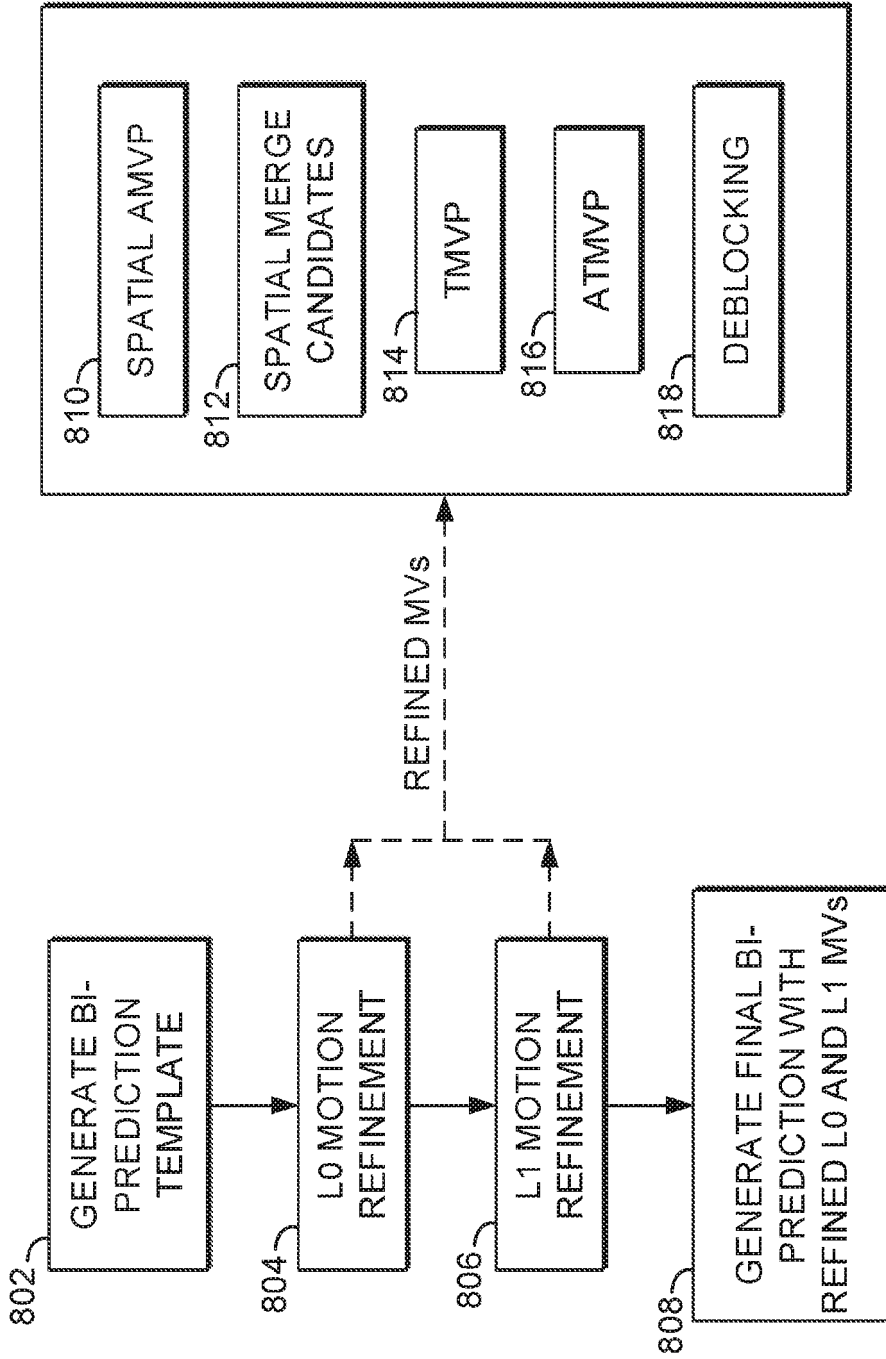 802
GENERATE BI-
PREDICTION
TEMPLATE
804
L0 MOTION
REFINEMENT
806
L1 MOTION
REFINEMENT
808
GENERATE FINAL BI-
PREDICTION WITH
REFINED L0 AND L1 MVs
REFINED MVs
810
SPATIAL AMVP
812
SPATIAL MERGE
CANDIDATES
814
TMVP
816
ATMVP
818
DEBLOCKING